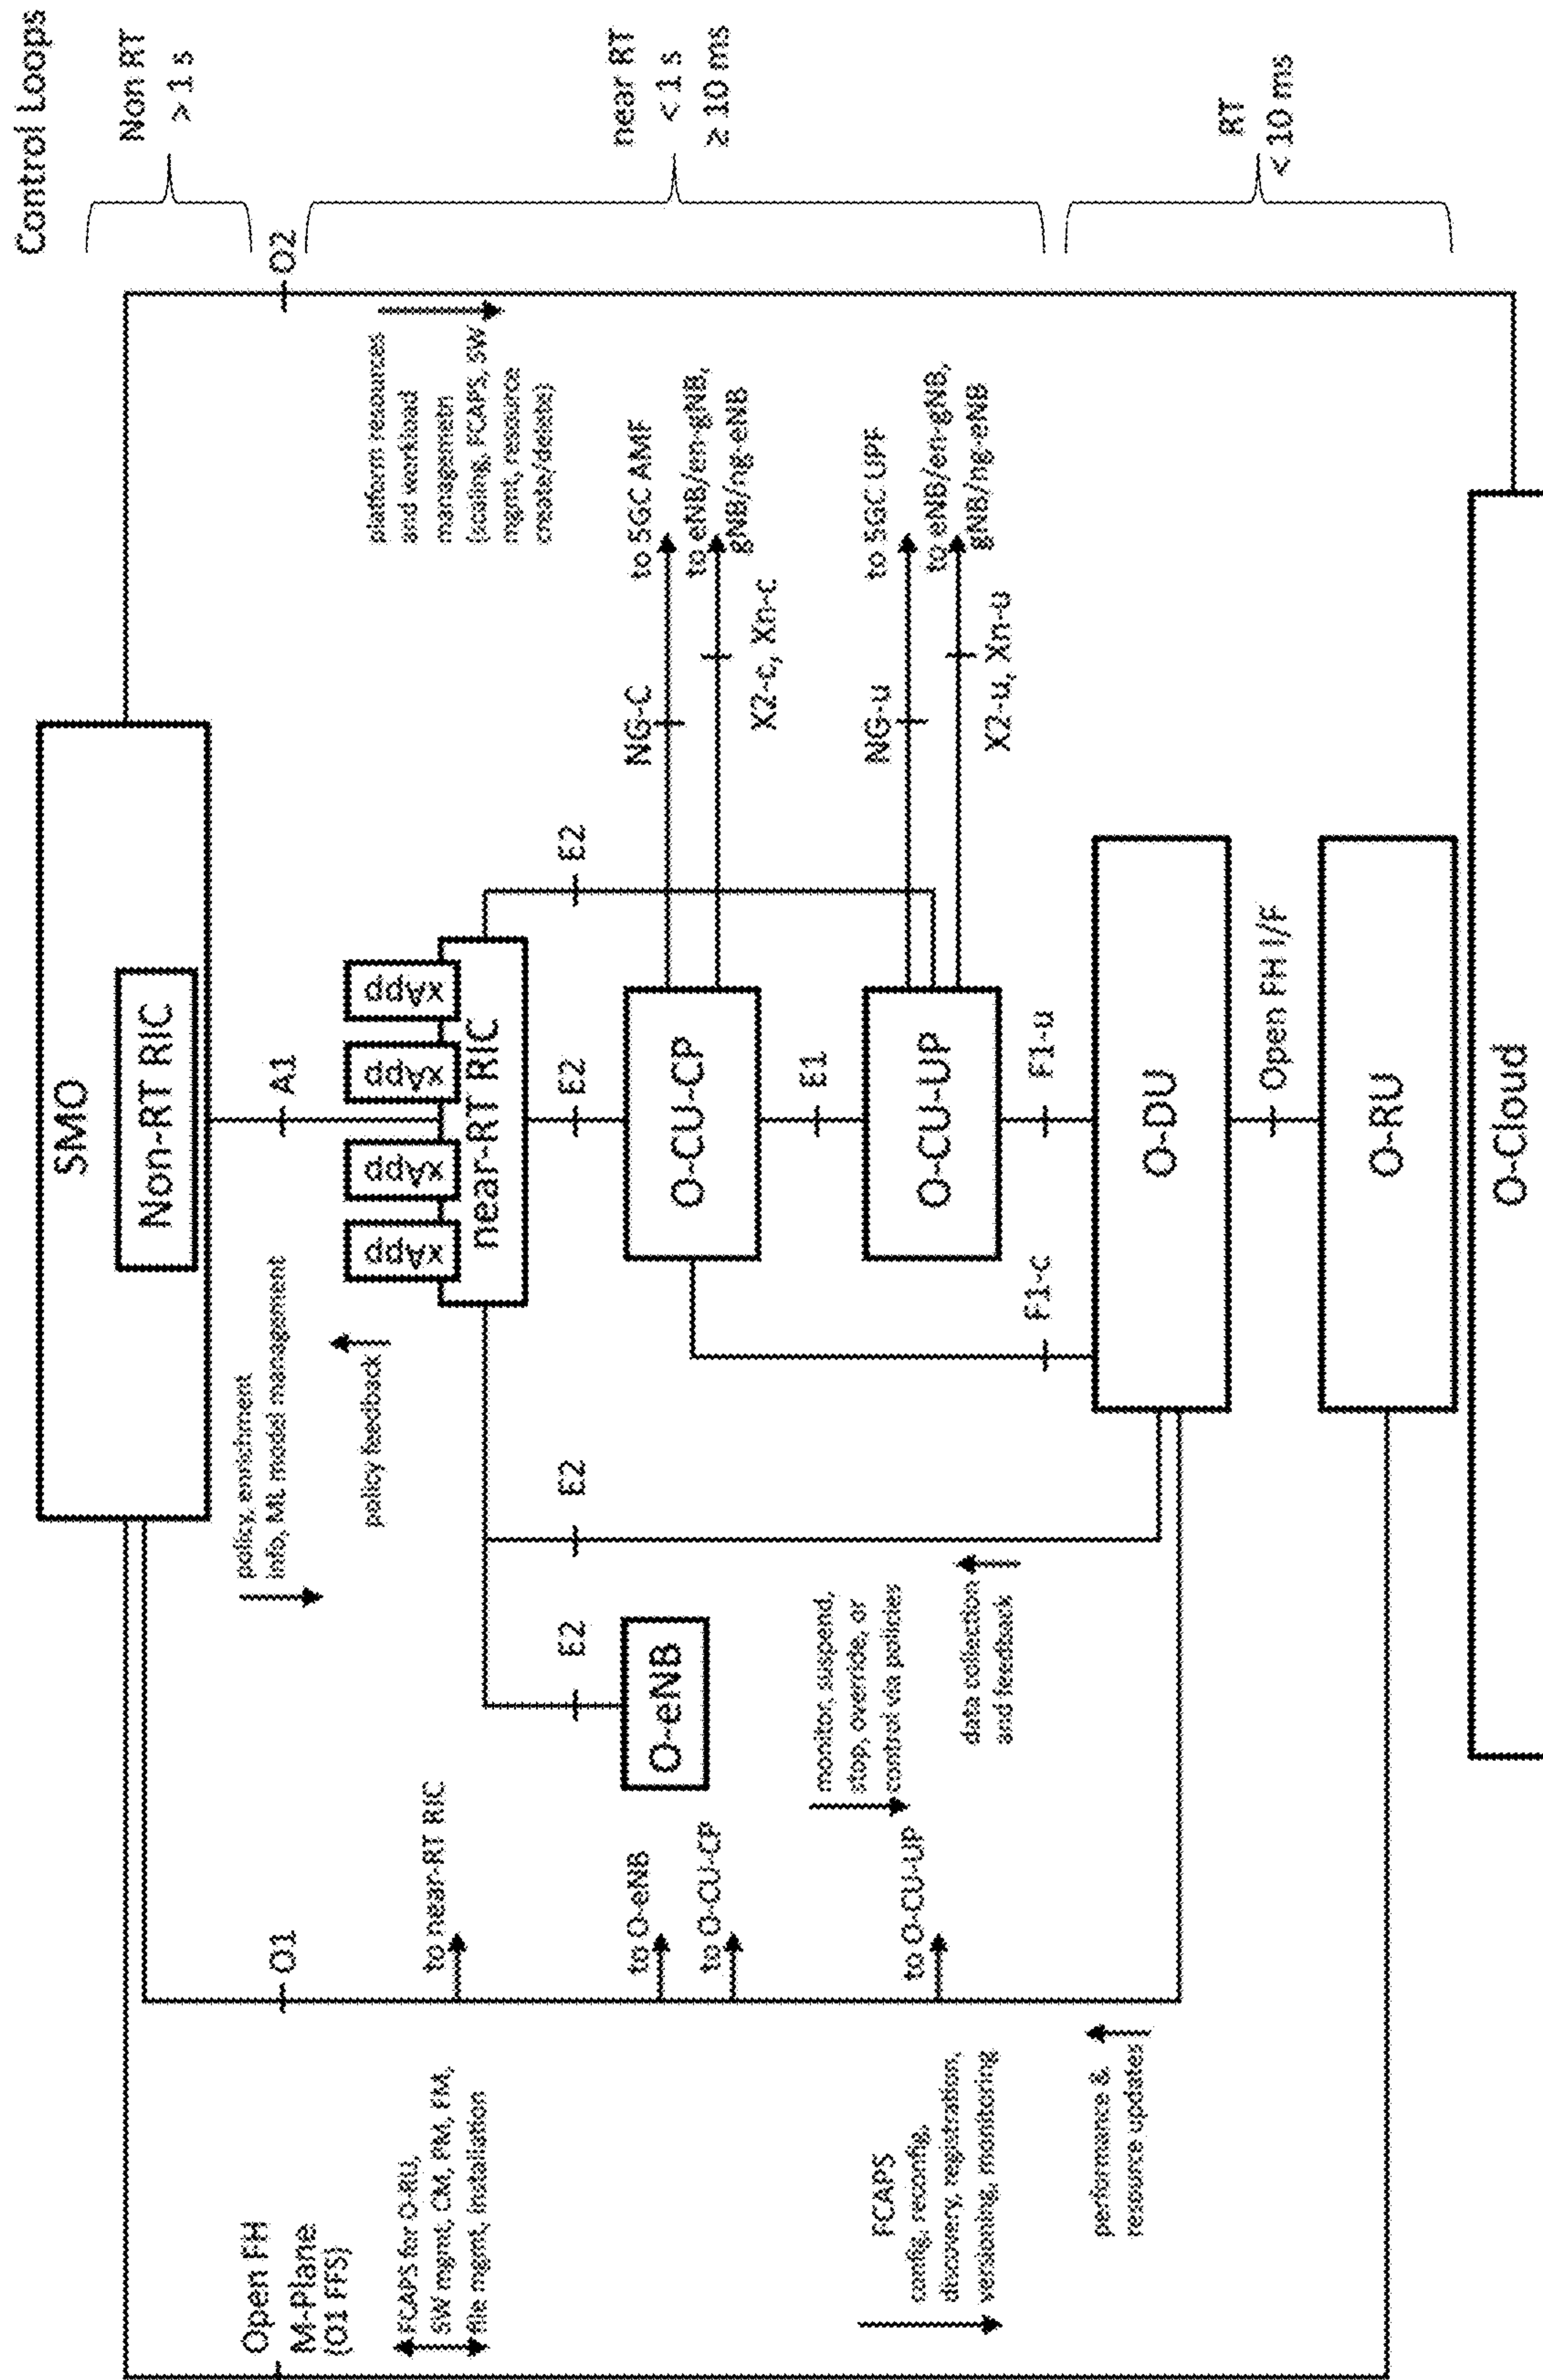 Control Loops
Non RT
> 1 s
near RT
< 1 s
≥ 10 ms
RT
< 10 ms
SMO
Non-RT RIC
Open FH
M-Plane
(O1 FFS)
O1
A1
O2
policy, enrichment
info, ML model management
policy feedback
FCAPS for O-RU,
SW mgmt, CM, PM, FM,
file mgmt, installation
platform resources
and workload
managemetn
(scaling, FCAPS, SW
mgmt, resource
create/delete)
to near-RT RIC
xApp
xApp
xApp
xApp
near-RT RIC
E2
E2
E2
E2
to O-eNB
to O-CU-CP
O-eNB
O-CU-CP
NG-C
to 5GC AMF
to eNB/en-gNB,
gNB/ng-eNB
X2-c, Xn-c
monitor, suspend,
stop, override, or
control via policies
E1
FCAPS
config, reconfig,
discovery, registration,
versioning, monitoring
to O-CU-UP
data collection
and feedback
O-CU-UP
NG-u
to 5GC UPF
to eNB/en-gNB,
gNB/ng-eNB
X2-u, Xn-u
F1-c
F1-u
performance &
resource updates
O-DU
Open FH I/F
O-RU
O-Cloud